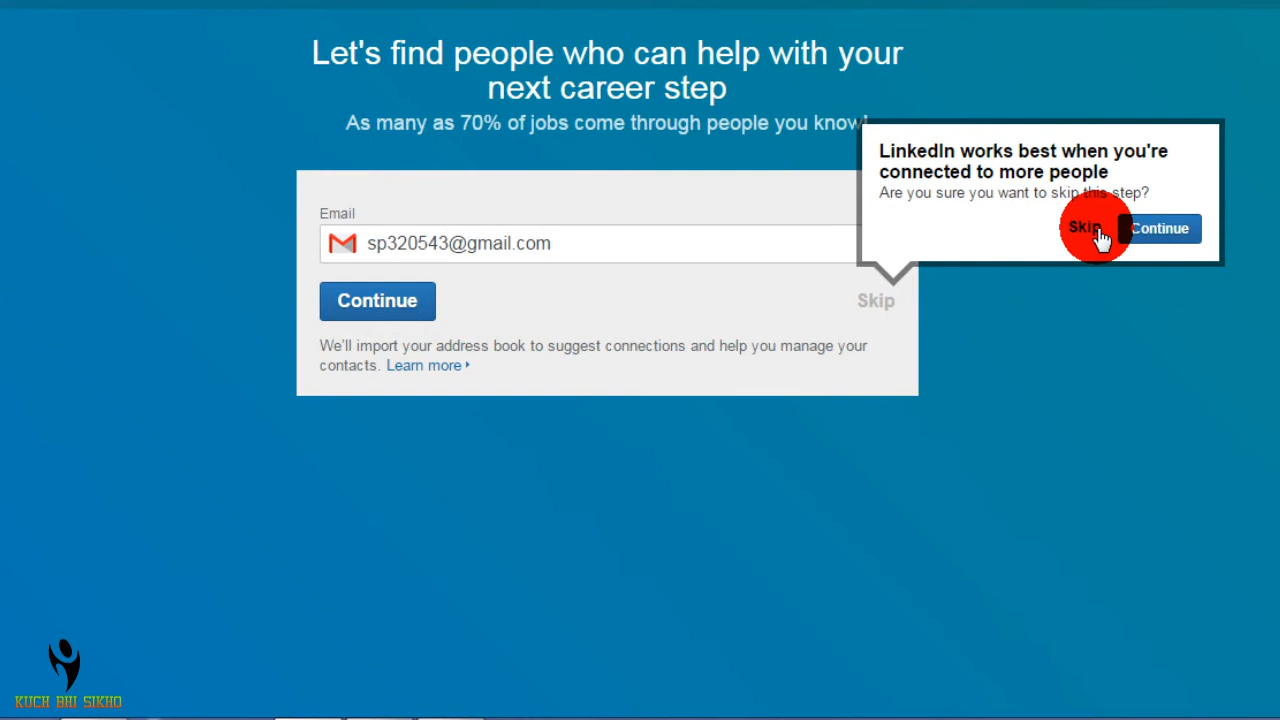 Let's find people who can help with your
next career step
As many as 70% of jobs come through people you know!
LinkedIn works best when you're
connected to more people
Are you sure you want to skip this step?
Skip Continue
Email
sp320543@gmail.com
Continue Skip
We'll import your address book to suggest connections and help you manage your
contacts. Learn more
KUCH BHI SIKHO